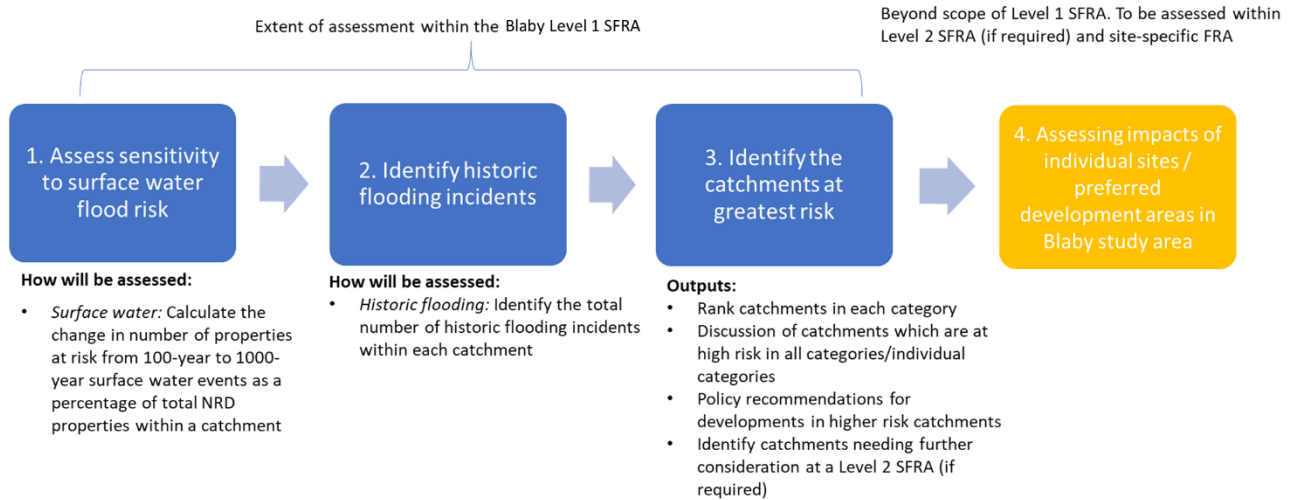 Extent of assessment within the Blaby Level 1 SFRA
Beyond scope of Level 1 SFRA. To be assessed within
Level 2 SFRA (if required) and site-specific FRA
1. Assess sensitivity
to surface water
flood risk
2. Identify historic
flooding incidents
3. Identify the
catchments at
greatest risk
4. Assessing impacts of
individual sites /
preferred
development areas in
Blaby study area
How will be assessed:
• Surface water: Calculate the
change in number of properties
at risk from 100-year to 1000-
year surface water events as a
percentage of total NRD
properties within a catchment
How will be assessed:
• Historic flooding: Identify the total
number of historic flooding incidents
within each catchment
Outputs:
• Rank catchments in each category
• Discussion of catchments which are at
high risk in all categories/individual
categories
• Policy recommendations for
developments in higher risk catchments
• Identify catchments needing further
consideration at a Level 2 SFRA (if
required)